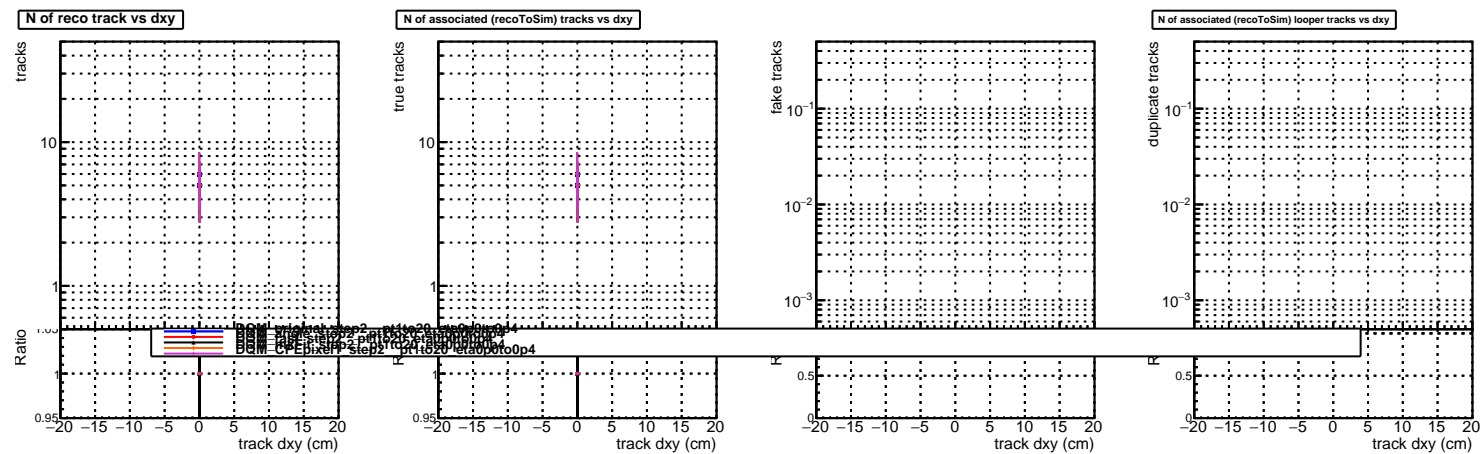 N of reco track vs dxy
tracks
10
1
Ratio
1
0.95
−20 −15 −10 −5 0 5 10 15 20
track dxy (cm)
N of associated (recoToSim) tracks vs dxy
true tracks
10
1
1
0.95
−20 −15 −10 −5 0 5 10 15 20
track dxy (cm)
fake tracks
10−1
10−2
10−3
0.5
0
−20 −15 −10 −5 0 5 10 15 20
track dxy (cm)
N of associated (recoToSim) looper tracks vs dxy
duplicate tracks
10−1
10−2
10−3
0.5
0
−20 −15 −10 −5 0 5 10 15 20
track dxy (cm)